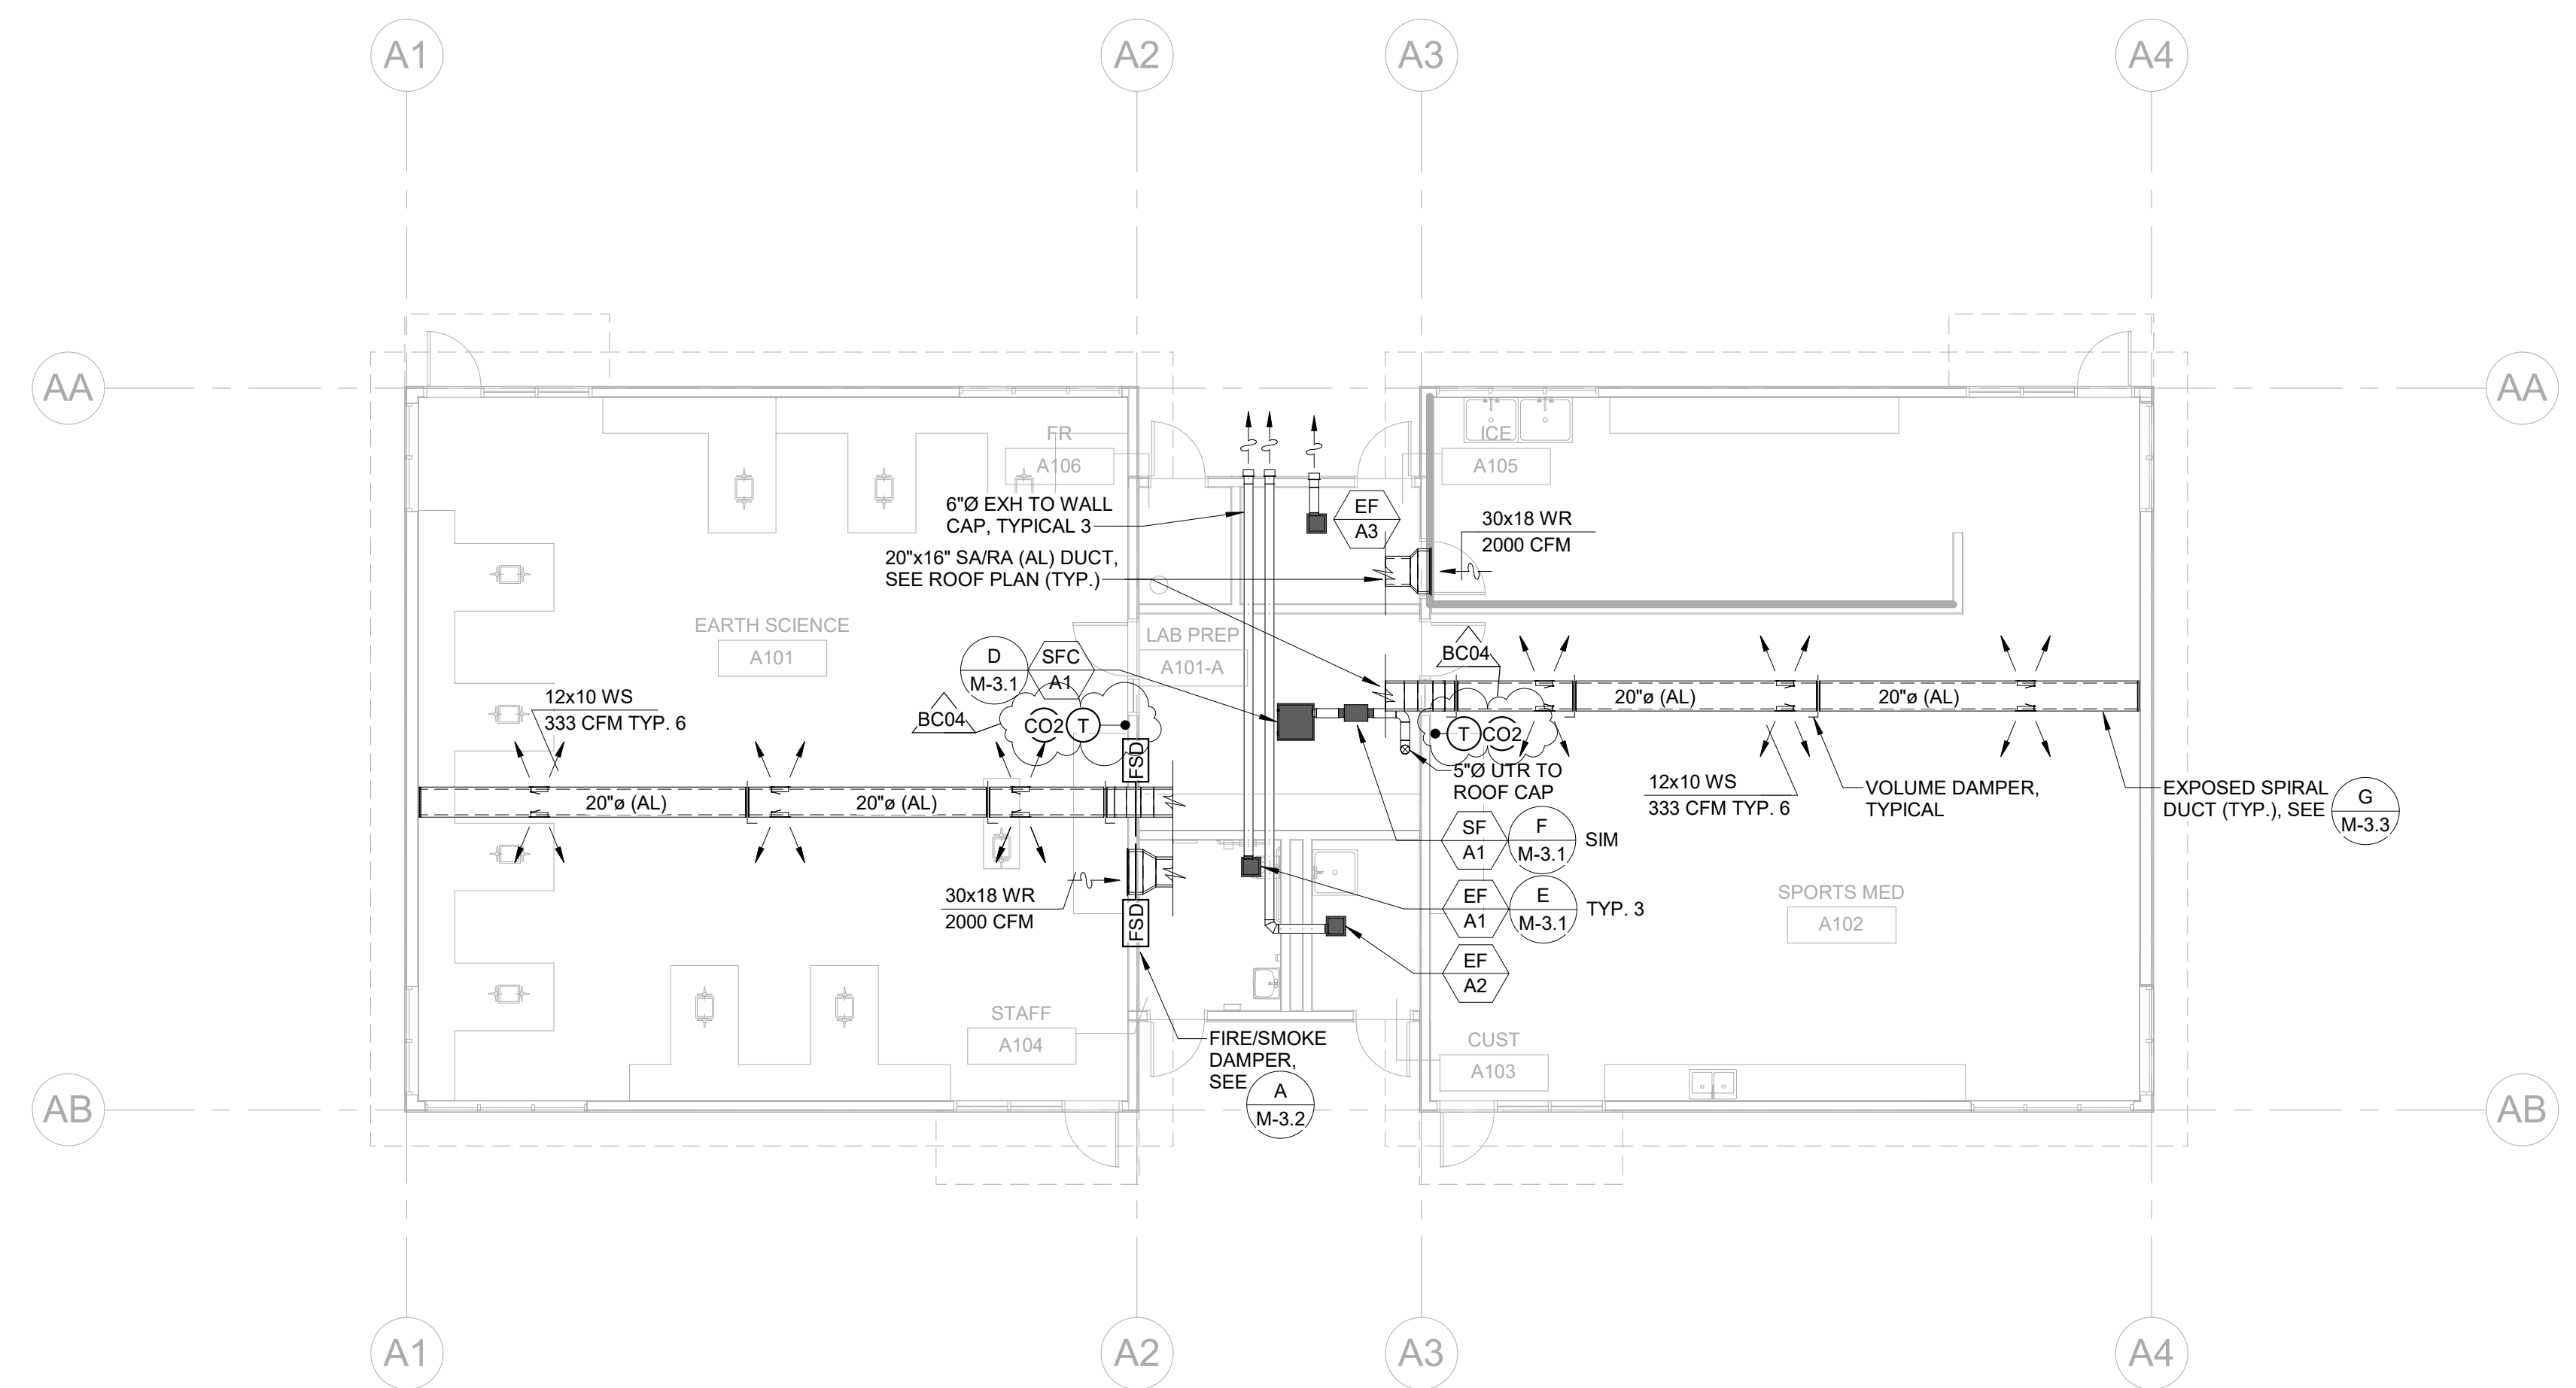 A1
A2
A3
A4
AA
AA
FR
A106
ICE
A105
6"Ø EXH TO WALL
CAP, TYPICAL 3
EF
A3
30x18 WR
2000 CFM
20"x16" SA/RA (AL) DUCT,
SEE ROOF PLAN (TYP.)
EARTH SCIENCE
A101
LAB PREP
A101-A
D
M-3.1
SFC
A1
BC04
CO2
T
BC04
T
CO2
12x10 WS
333 CFM TYP. 6
FSD
20"ø (AL)
20"ø (AL)
20"ø (AL)
20"ø (AL)
5"Ø UTR TO
ROOF CAP
12x10 WS
333 CFM TYP. 6
VOLUME DAMPER,
TYPICAL
EXPOSED SPIRAL
DUCT (TYP.), SEE
G
M-3.3
SF
A1
F
M-3.1
SIM
EF
A1
E
M-3.1
TYP. 3
EF
A2
30x18 WR
2000 CFM
FSD
SPORTS MED
A102
STAFF
A104
FIRE/SMOKE
DAMPER,
SEE
A
M-3.2
CUST
A103
AB
AB
A1
A2
A3
A4